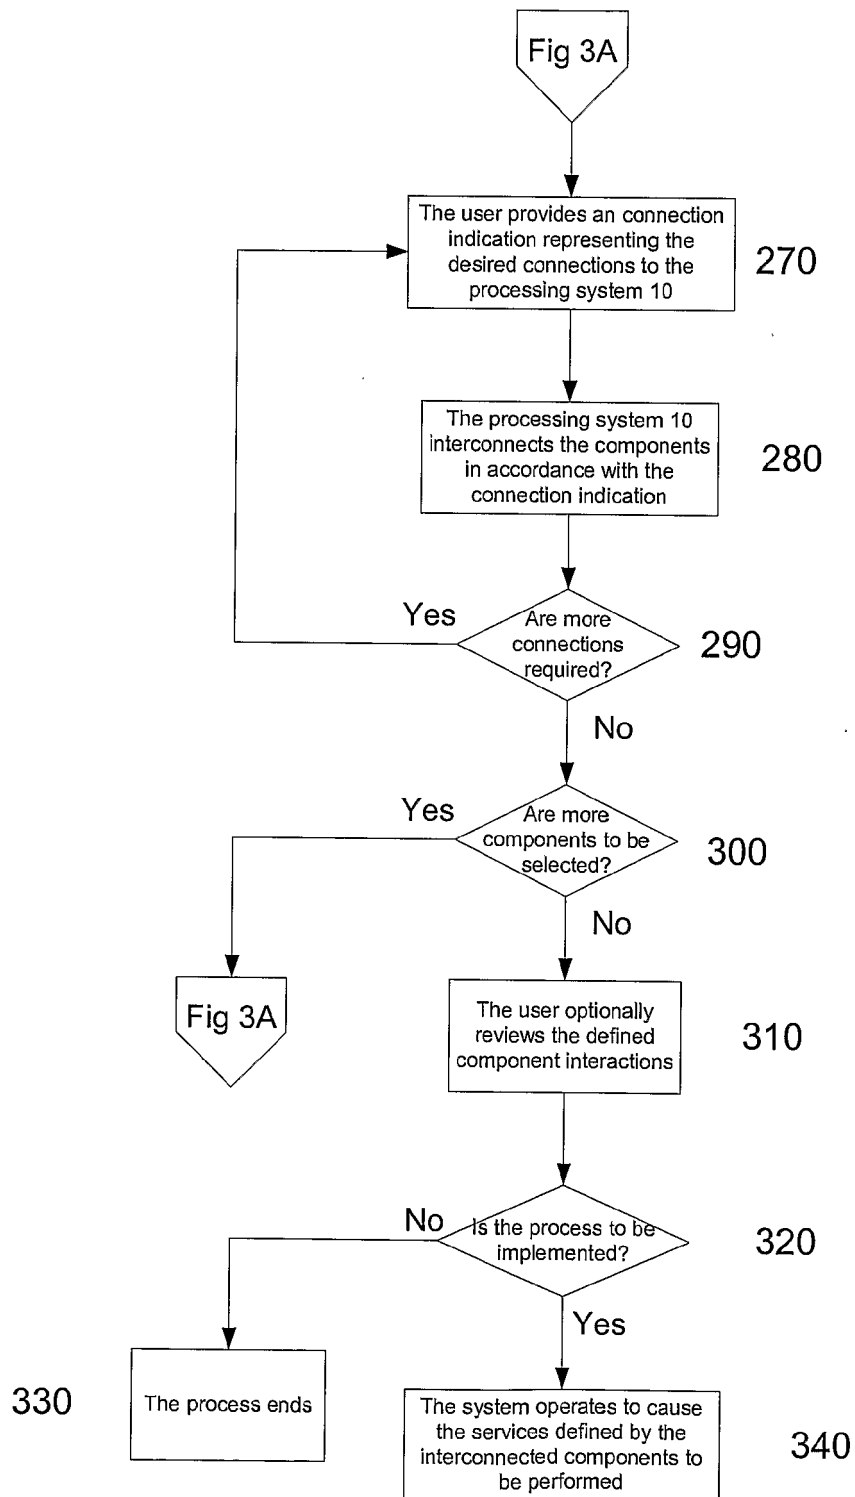 Fig 3A
The user provides an connection
indication representing the
desired connections to the
processing system 10
270
The processing system 10
interconnects the components
in accordance with the
connection indication
280
Yes
Are more
connections
required?
290
No
Yes
Are more
components to be
selected?
300
No
Fig 3A
The user optionally
reviews the defined
component interactions
310
No
Is the process to be
implemented?
320
Yes
330
The process ends
The system operates to cause
the services defined by the
interconnected components to
be performed
340